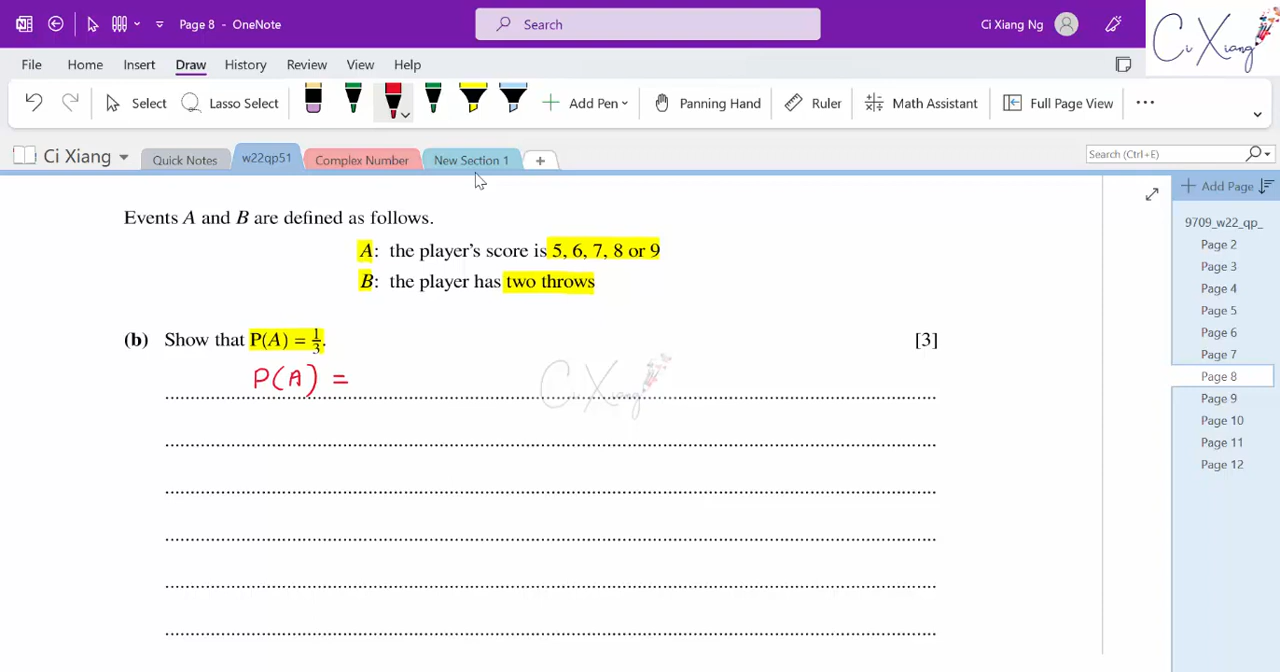 Page 8 - OneNote
Search
Ci Xiang Ng
Ci Xiang
File Home Insert Draw History Review View Help
Select Lasso Select Add Pen Panning Hand Ruler Math Assistant Full Page View
Ci Xiang Quick Notes w22qp51 Complex Number New Section 1 + Search (Ctrl+E)
Add Page
9709_w22_qp_
Page 2
Page 3
Page 4
Page 5
Page 6
Page 7
Page 8
Page 9
Page 10
Page 11
Page 12
Events A and B are defined as follows.
A: the player's score is 5, 6, 7, 8 or 9
B: the player has two throws
(b) Show that P(A) = 1/3. [3]
P(A) =
Ci Xiang